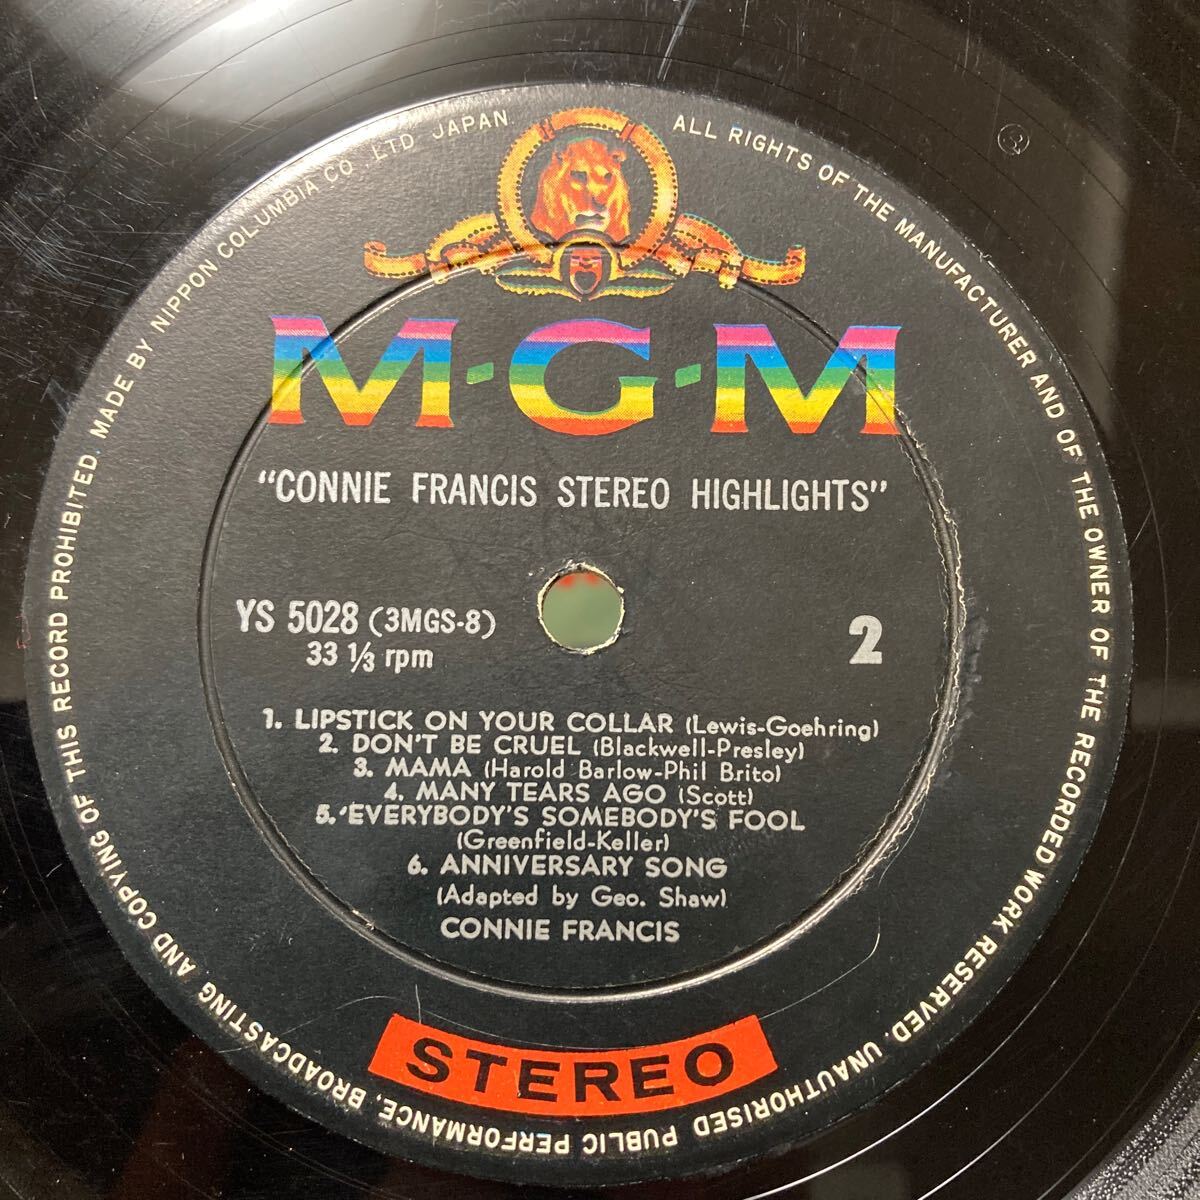 ALL RIGHTS OF THE MANUFACTURER AND OF THE OWNER OF THE RECORDED WORK RESERVED. UNAUTHORISED PUBLIC PERFORMANCE, BROADCASTING AND COPYING OF THIS RECORD PROHIBITED. MADE BY NIPPON COLUMBIA CO LTD JAPAN
M·G·M
"CONNIE FRANCIS STEREO HIGHLIGHTS"
YS 5028 (3MGS-8)
33 1/3 rpm
2
1. LIPSTICK ON YOUR COLLAR (Lewis-Goehring)
2. DON'T BE CRUEL (Blackwell-Presley)
3. MAMA (Harold Barlow-Phil Brito)
4. MANY TEARS AGO (Scott)
5. 'EVERYBODY'S SOMEBODY'S FOOL
(Greenfield-Keller)
6. ANNIVERSARY SONG
(Adapted by Geo. Shaw)
CONNIE FRANCIS
STEREO